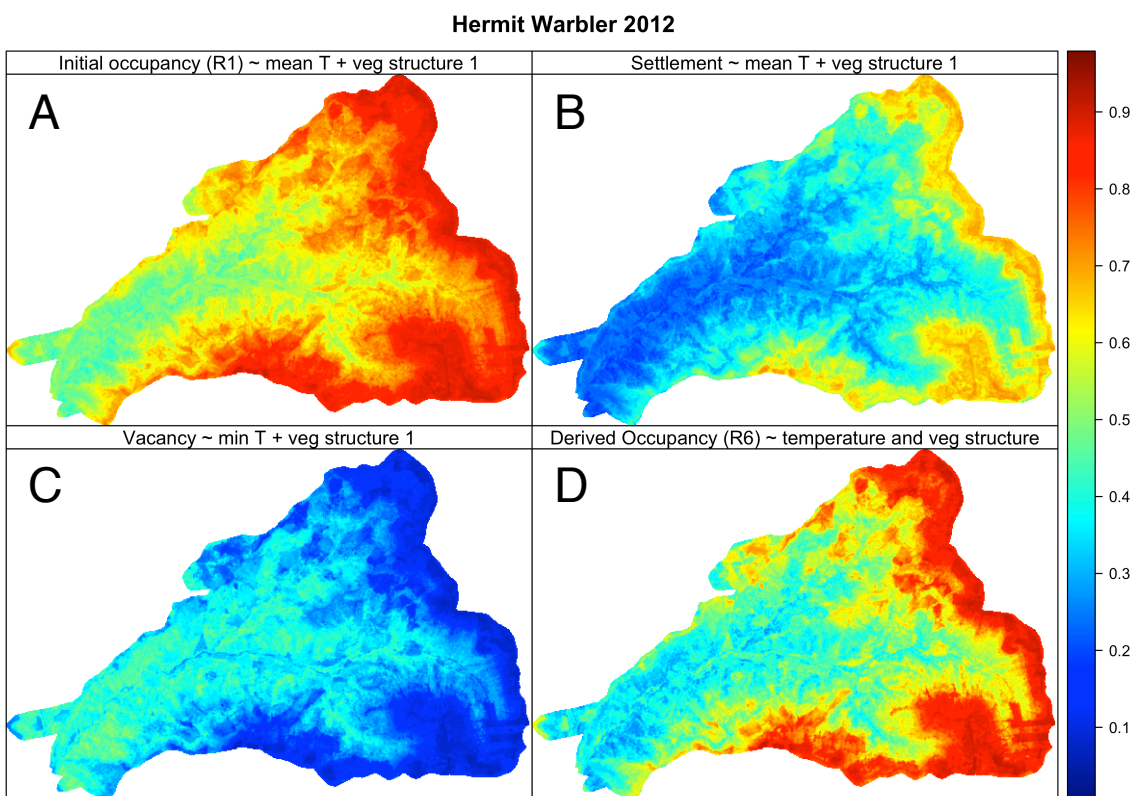 Hermit Warbler 2012
Initial occupancy (R1) ~ mean T + veg structure 1
Settlement ~ mean T + veg structure 1
A
B
0.9
0.8
0.7
0.6
0.5
0.4
0.3
0.2
0.1
Vacancy ~ min T + veg structure 1
Derived Occupancy (R6) ~ temperature and veg structure
C
D